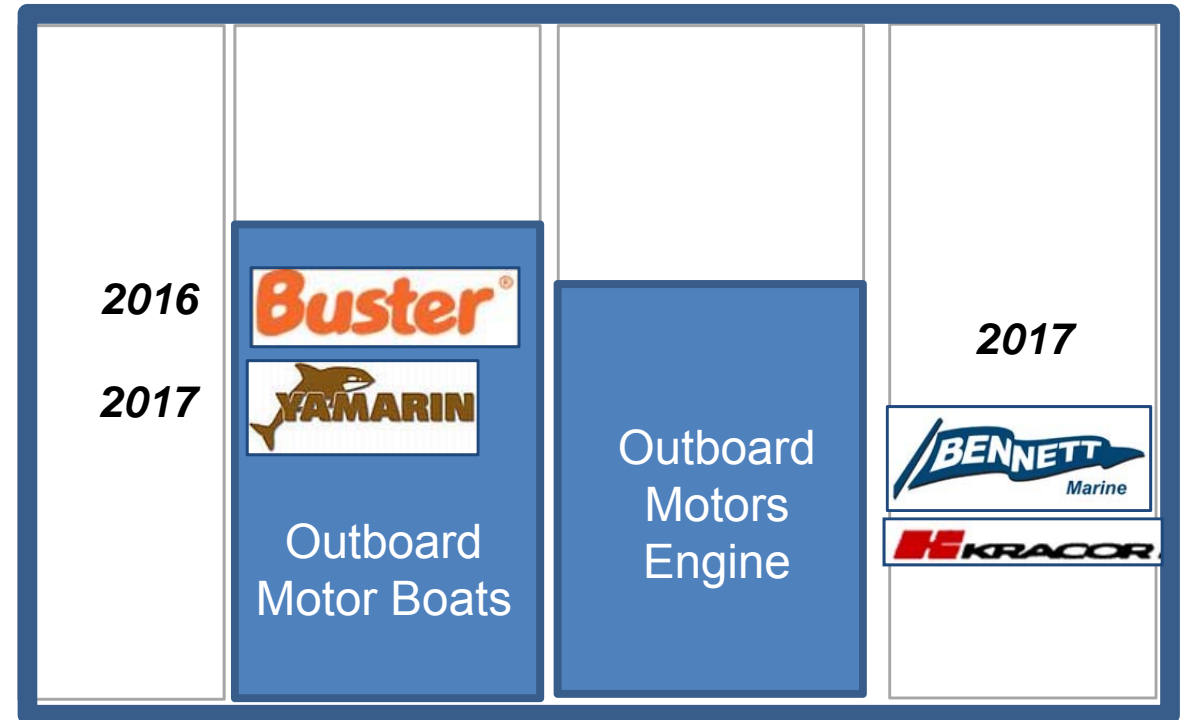 2016
2017
Buster®
YAMARIN
Outboard
Motor Boats
Outboard
Motors
Engine
2017
BENNETT
Marine
KRACOR